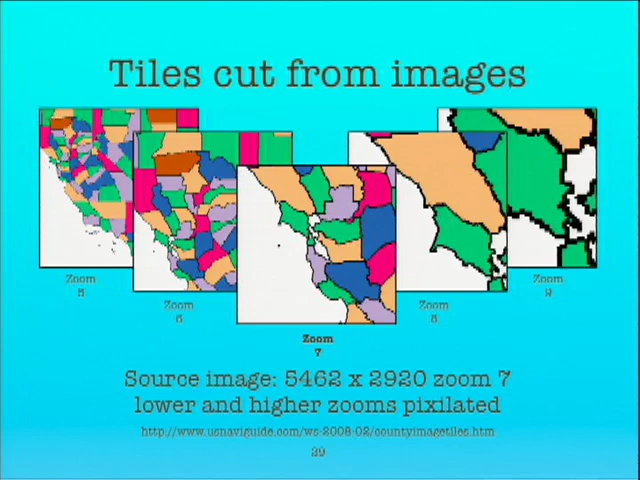 Tiles cut from images
Zoom
5
Zoom
6
Zoom
7
Zoom
8
Zoom
9
Source image: 5462 x 2920 zoom 7
lower and higher zooms pixilated
http://www.usnaviguide.com/ws-2008-02/countyimagetiles.htm
29